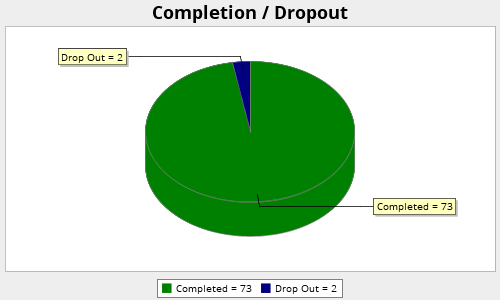 Completion / Dropout
Drop Out = 2
Completed = 73
Completed = 73 Drop Out = 2